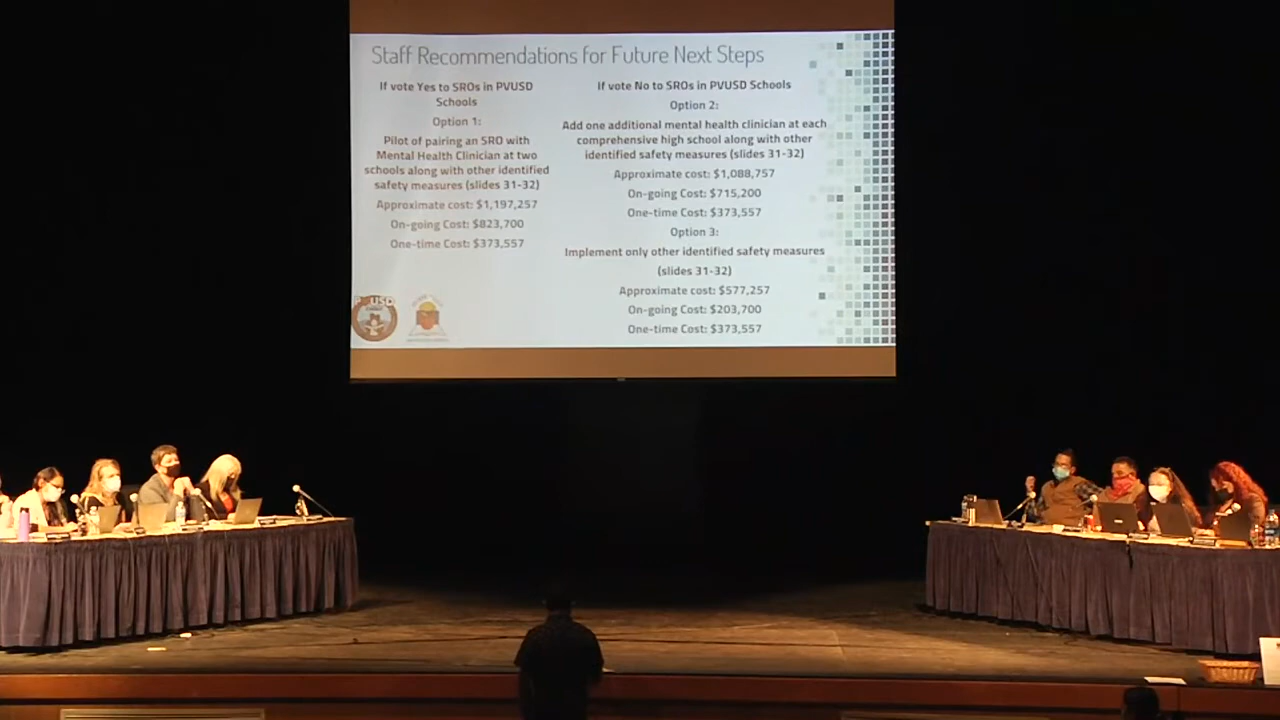 Staff Recommendations for Future Next Steps
If vote Yes to SROs in PVUSD
Schools
Option 1:
Pilot of pairing an SRO with
Mental Health Clinician at two
schools along with other identified
safety measures (slides 31-32)
Approximate cost: $1,197,257
On-going Cost: $823,700
One-time Cost: $373,557
If vote No to SROs in PVUSD Schools
Option 2:
Add one additional mental health clinician at each
comprehensive high school along with other
identified safety measures (slides 31-32)
Approximate cost: $1,088,757
On-going Cost: $715,200
One-time Cost: $373,557
Option 3:
Implement only other identified safety measures
(slides 31-32)
Approximate cost: $577,257
On-going Cost: $203,700
One-time Cost: $373,557